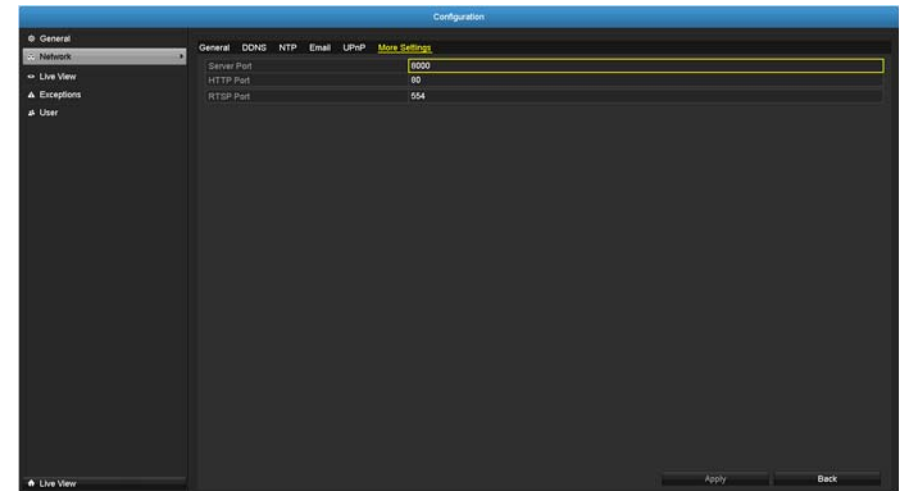 Configuration
General
Network
Live View
Exceptions
User
General DDNS NTP Email UPnP More Settings
Server Port 8000
HTTP Port 80
RTSP Port 554
Live View
Apply Back